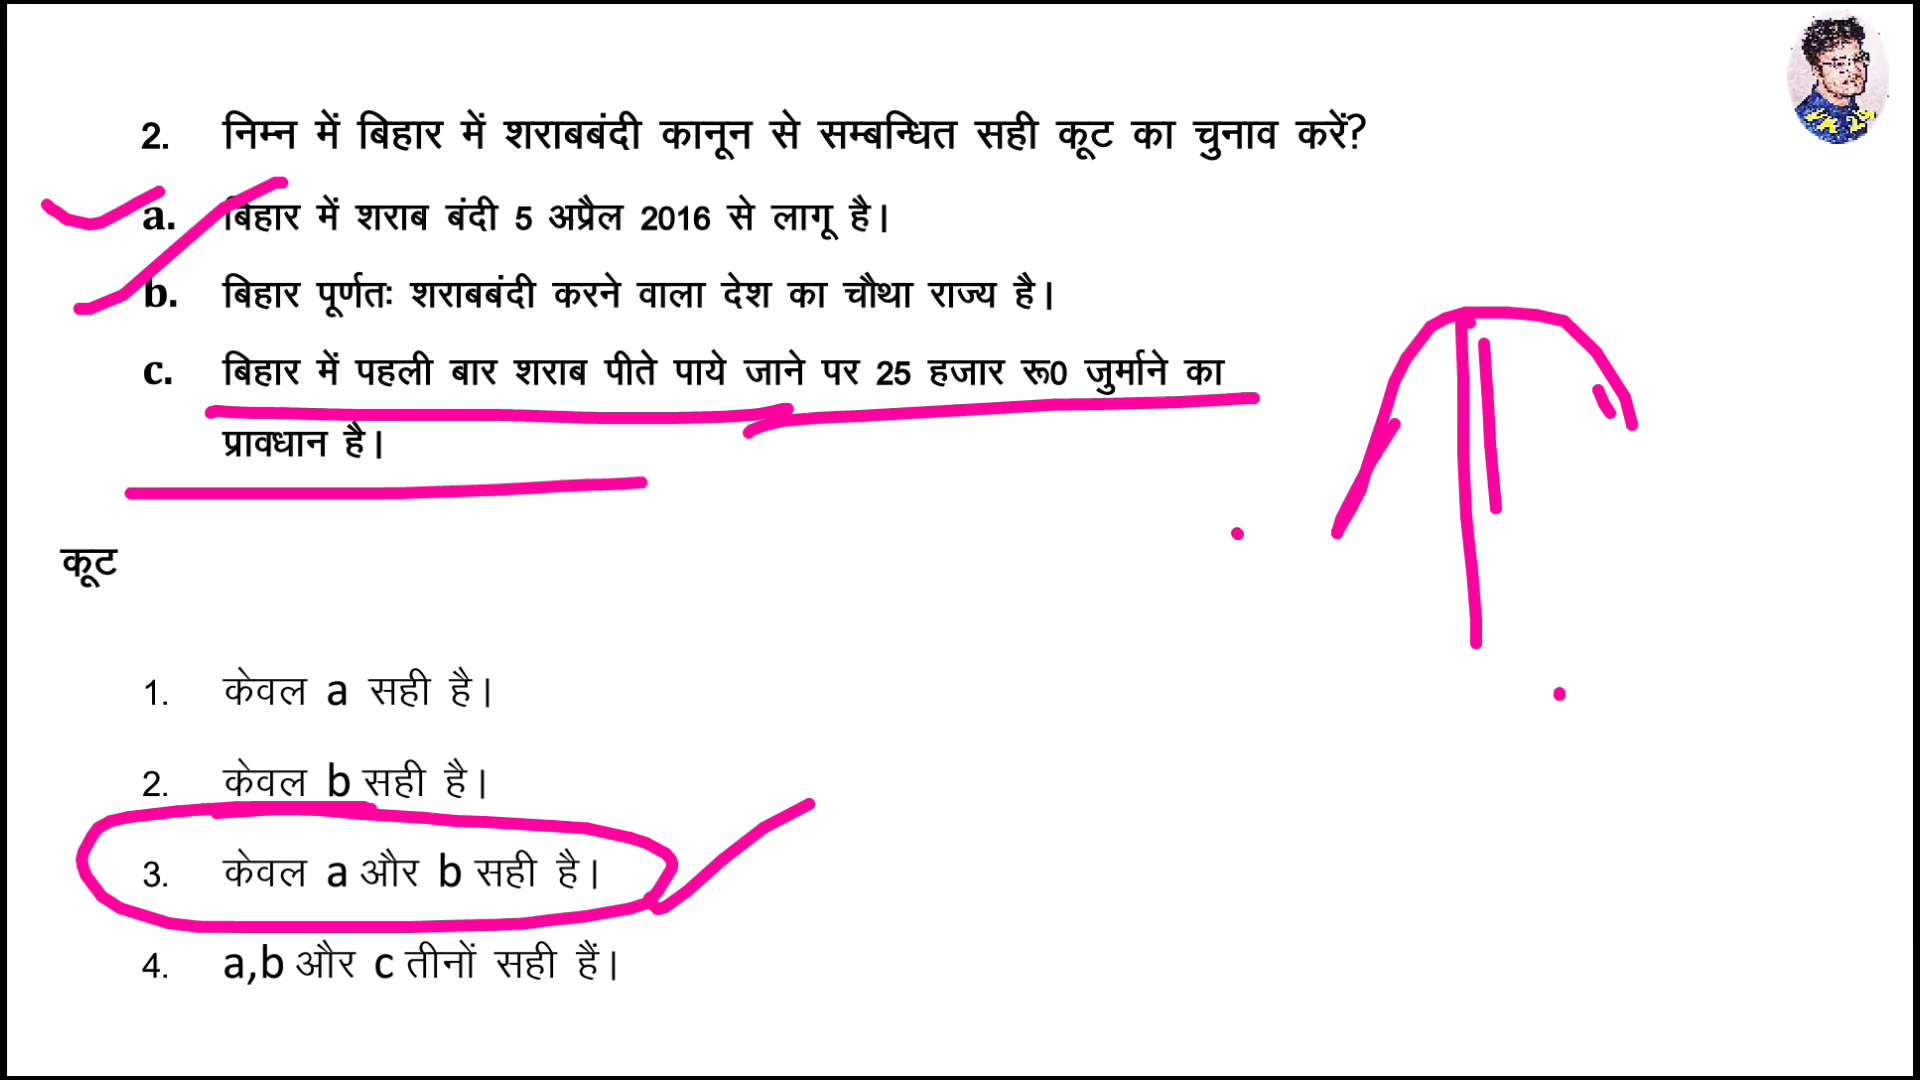 2. निम्न में बिहार में शराबबंदी कानून से सम्बन्धित सही कूट का चुनाव करें?
a. बिहार में शराब बंदी 5 अप्रैल 2016 से लागू है।
b. बिहार पूर्णतः शराबबंदी करने वाला देश का चौथा राज्य है।
c. बिहार में पहली बार शराब पीते पाये जाने पर 25 हजार रू0 जुर्माने का
प्रावधान है।
कूट
1. केवल a सही है।
2. केवल b सही है।
3. केवल a और b सही है।
4. a,b और c तीनों सही हैं।